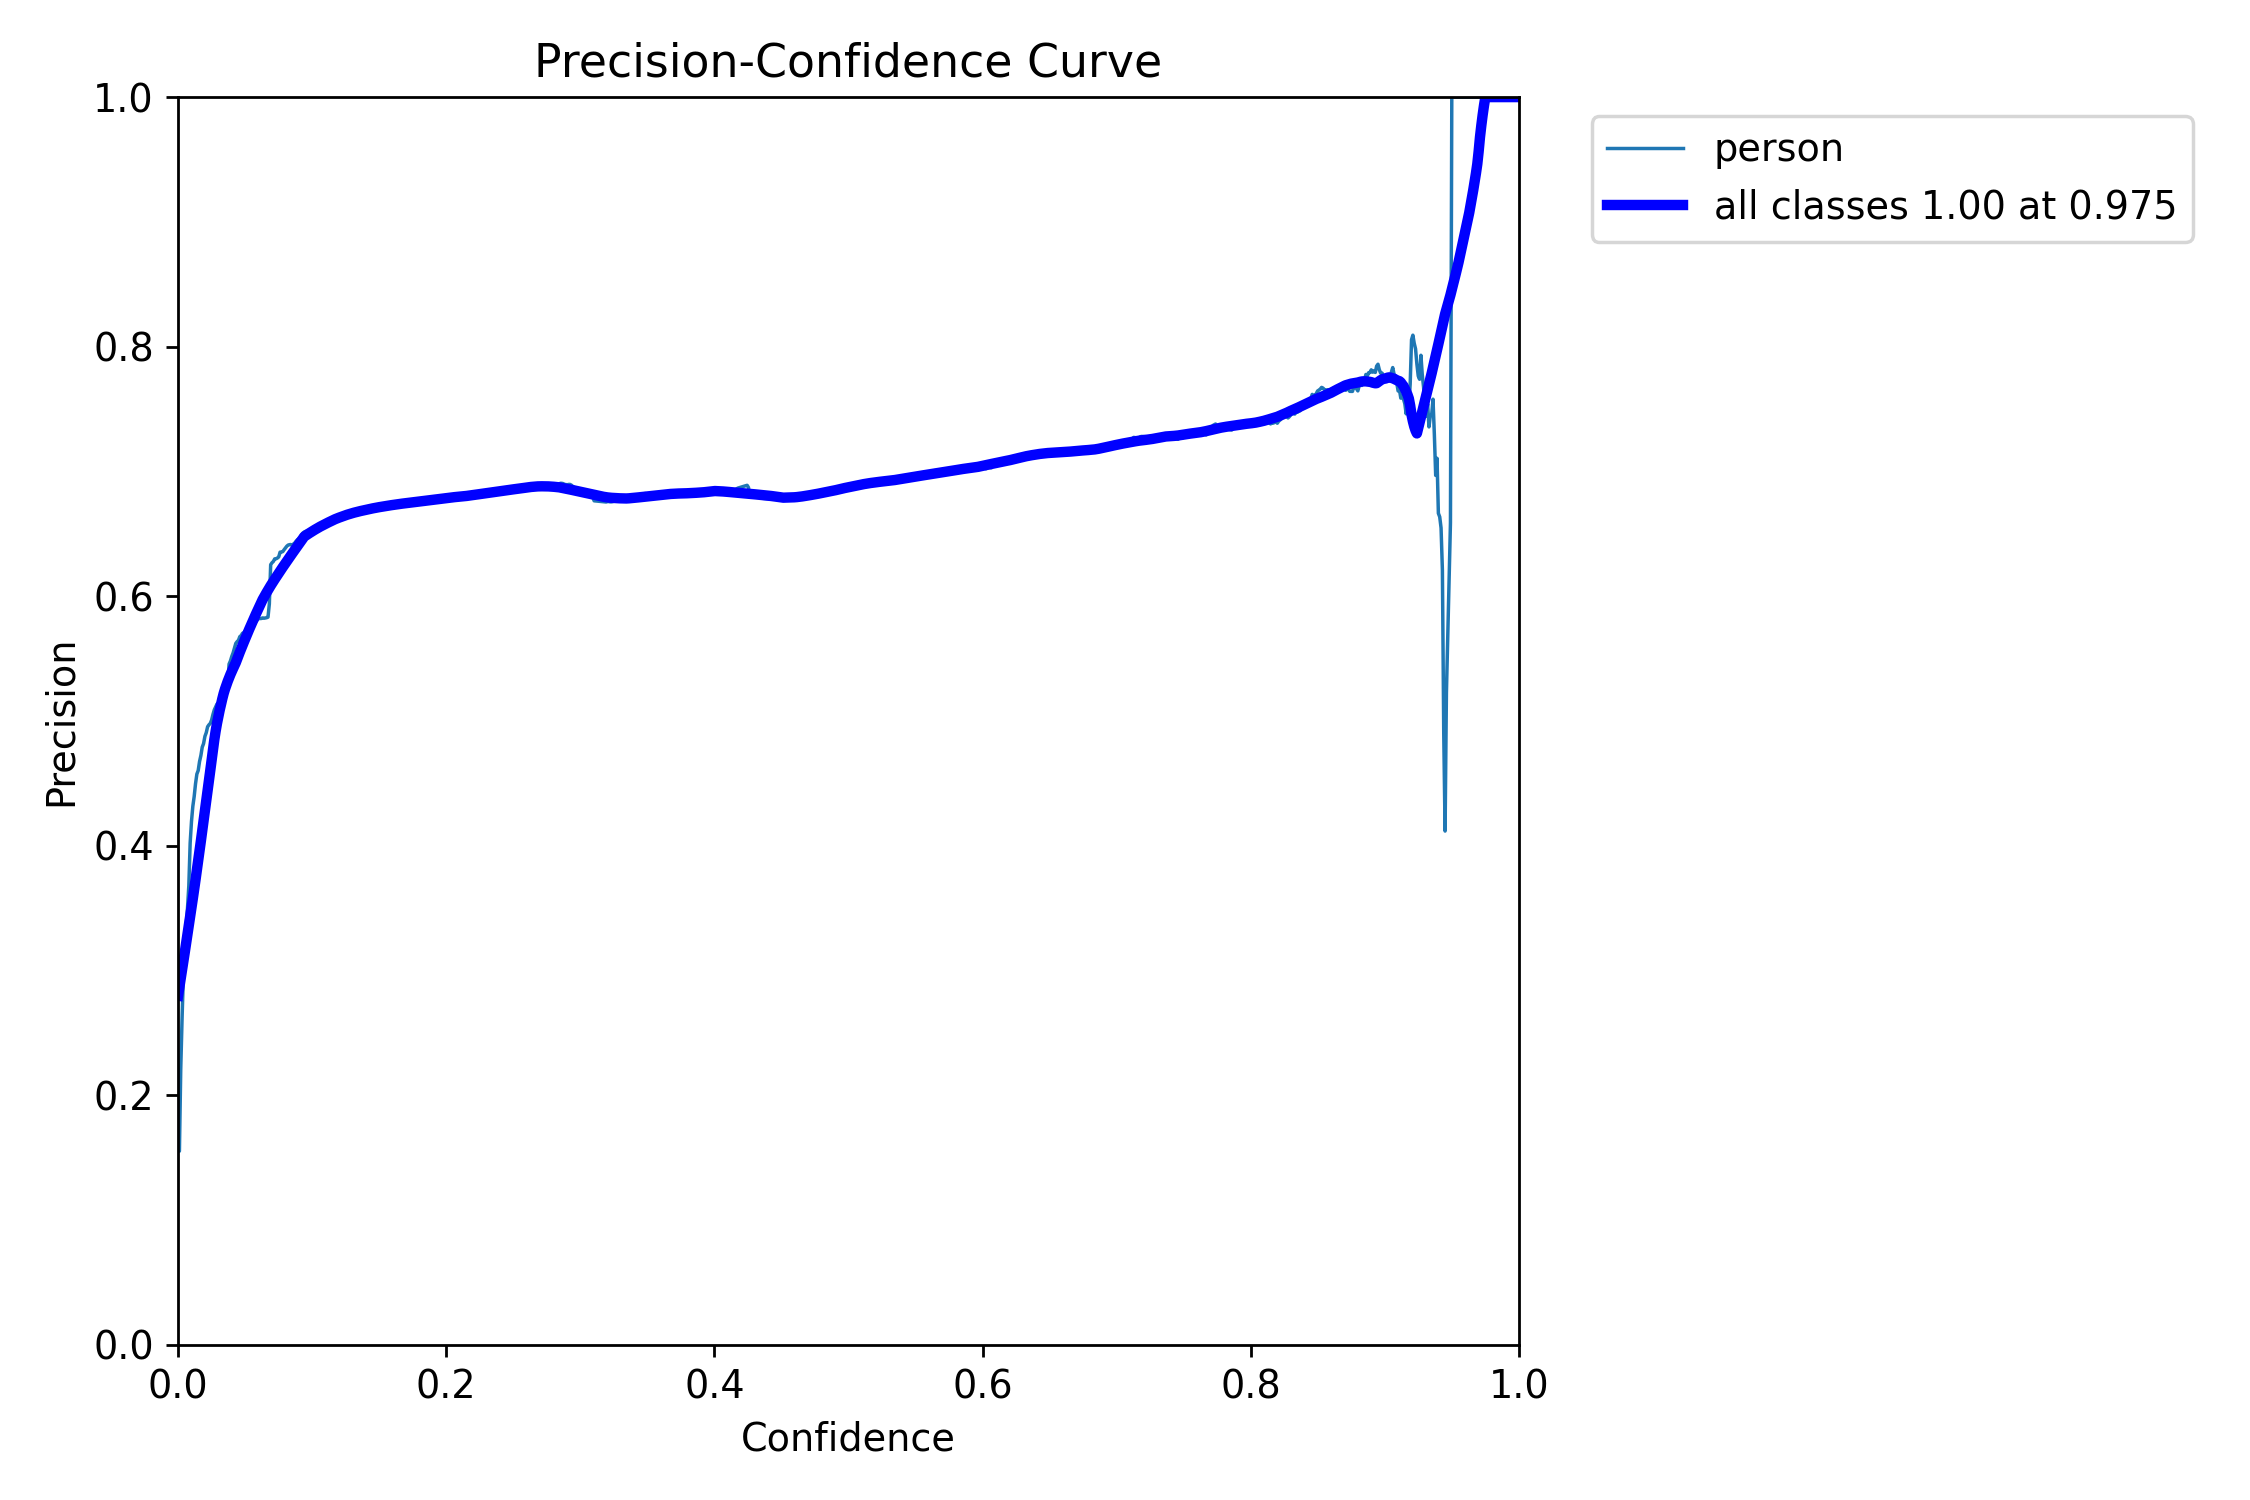 Precision-Confidence Curve
1.0
0.8
0.6
0.4
0.2
0.0
Precision
0.0 0.2 0.4 0.6 0.8 1.0
Confidence
person
all classes 1.00 at 0.975